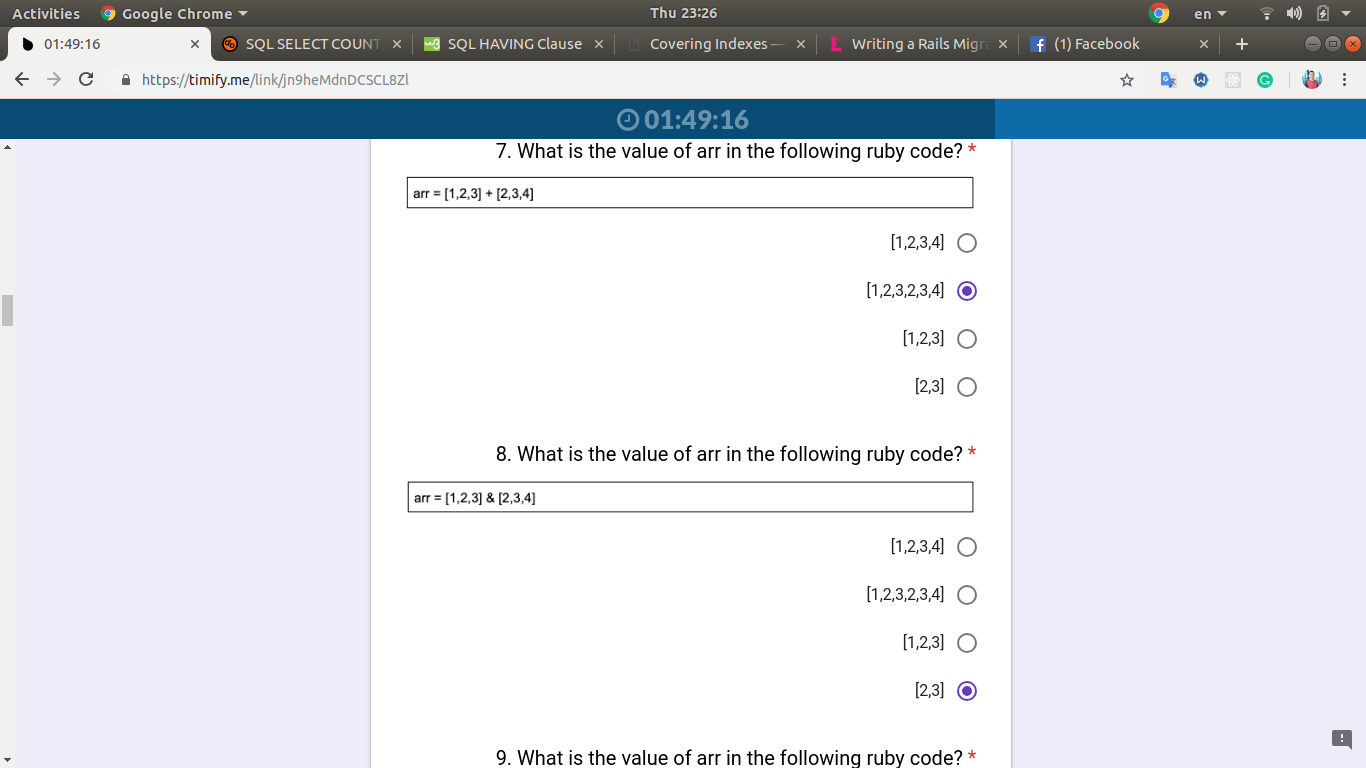 Activities Google Chrome Thu 23:26 en
01:49:16 SQL SELECT COUNT, SQL HAVING Clause Covering Indexes — Writing a Rails Migra (1) Facebook
https://timify.me/link/jn9heMdnDCSCL8Zl
01:49:16
7. What is the value of arr in the following ruby code? *
arr = [1,2,3] + [2,3,4]
[1,2,3,4]
[1,2,3,2,3,4]
[1,2,3]
[2,3]
8. What is the value of arr in the following ruby code? *
arr = [1,2,3] & [2,3,4]
[1,2,3,4]
[1,2,3,2,3,4]
[1,2,3]
[2,3]
9. What is the value of arr in the following ruby code? *